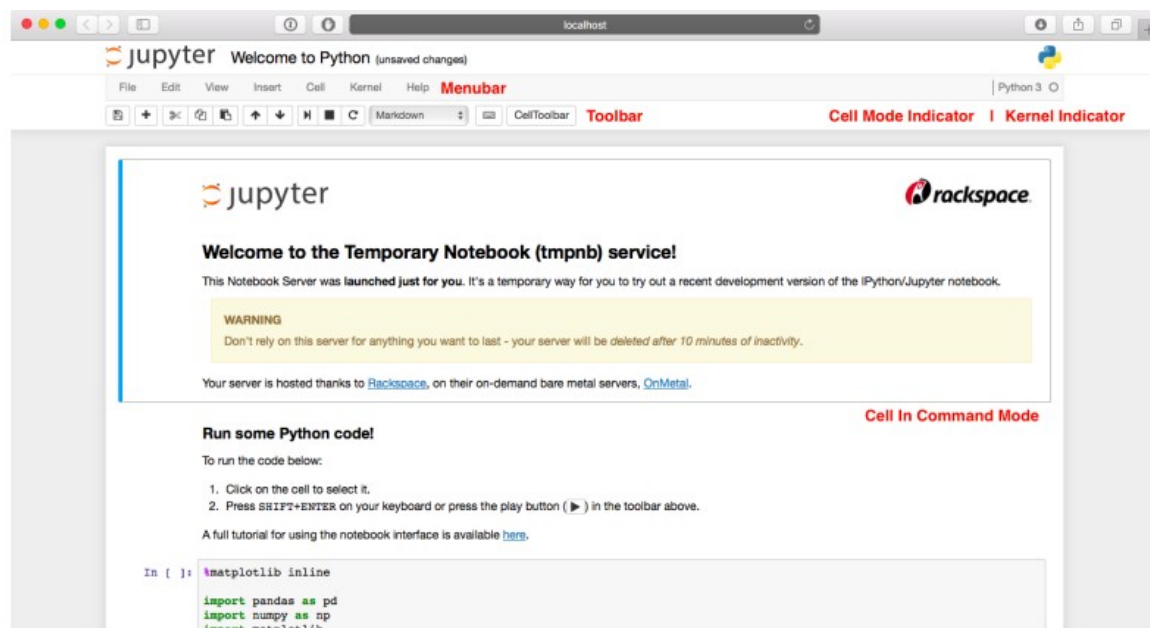 localhost
jupyter Welcome to Python (unsaved changes)
File Edit View Insert Cell Kernel Help Menubar Python 3
Markdown CellToolbar Toolbar Cell Mode Indicator | Kernel Indicator
jupyter rackspace.
Welcome to the Temporary Notebook (tmpnb) service!
This Notebook Server was launched just for you. It's a temporary way for you to try out a recent development version of the IPython/Jupyter notebook.
WARNING
Don't rely on this server for anything you want to last - your server will be deleted after 10 minutes of inactivity.
Your server is hosted thanks to Rackspace, on their on-demand bare metal servers, OnMetal.
Cell In Command Mode
Run some Python code!
To run the code below:
1. Click on the cell to select it.
2. Press SHIFT+ENTER on your keyboard or press the play button (▶) in the toolbar above.
A full tutorial for using the notebook interface is available here.
In [ ]: %matplotlib inline
import pandas as pd
import numpy as np
import matplotlib